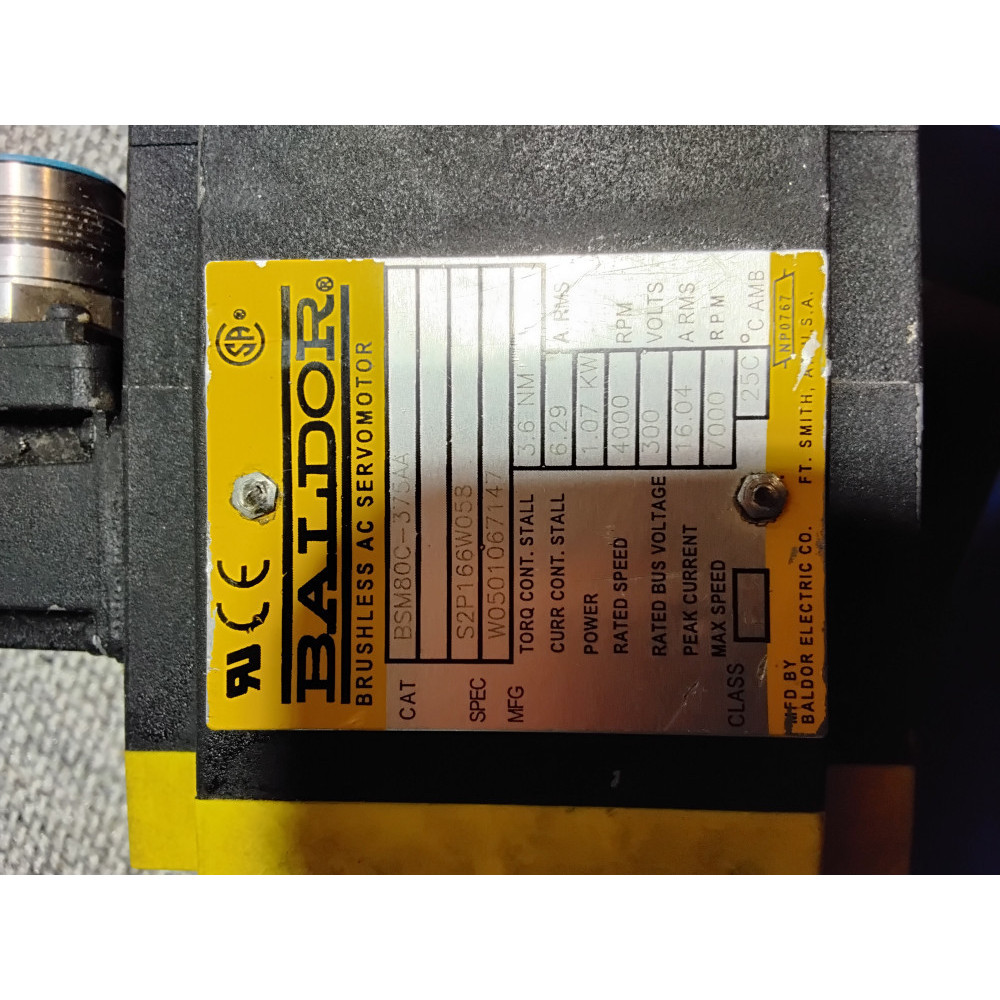 BALDOR®
BRUSHLESS AC SERVOMOTOR
CAT BSM80C-375AA
SPEC S2P166W05B
MFG W0501067147
TORQ CONT. STALL 3.6 NM
CURR CONT. STALL 6.29 A RMS
POWER 1.07 KW
RATED SPEED 4000 RPM
RATED BUS VOLTAGE 300 VOLTS
PEAK CURRENT 16.04 A RMS
MAX SPEED 7000 RPM
CLASS 25C °C AMB
MFD BY
BALDOR ELECTRIC CO. FT. SMITH, U.S.A.
NP0767